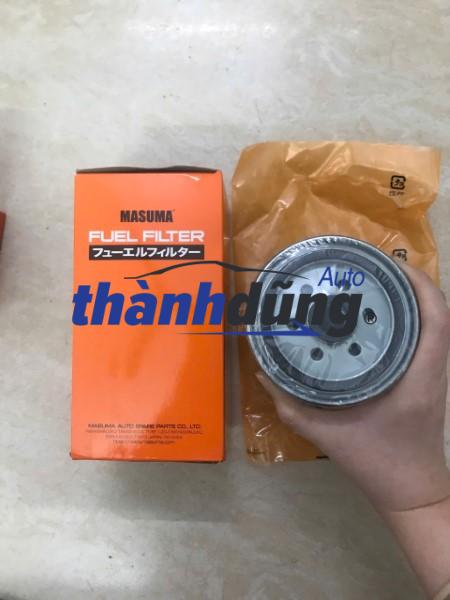 MASUMA
FUEL FILTER
フューエルフィルター
Auto
thànhdũng
MASUMA AUTO SPARE PARTS CO., LTD.